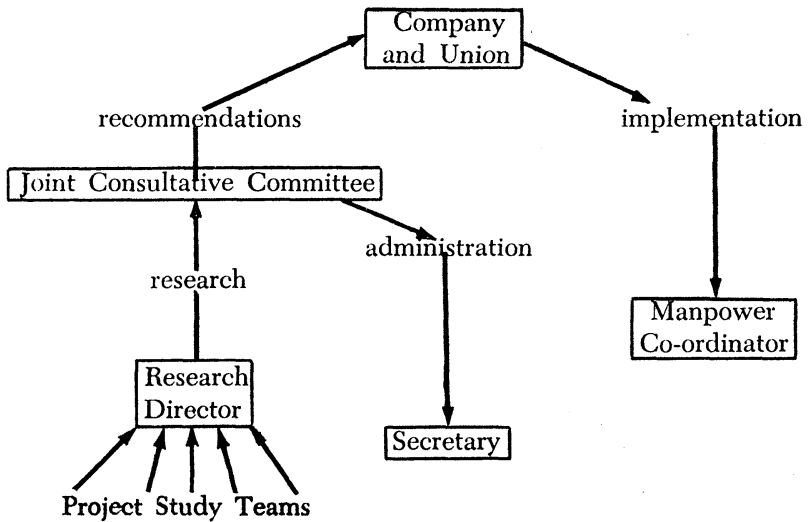 Company
and Union
recommendations
implementation
Joint Consultative Committee
administration
research
Manpower
Co-ordinator
Research
Director
Secretary
Project Study Teams